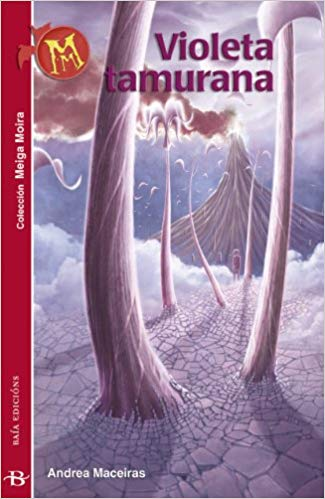 Violeta
tamurana
M
M
Colección Meiga Moira
BAÍA EDICIÓNS
B
Andrea Maceiras